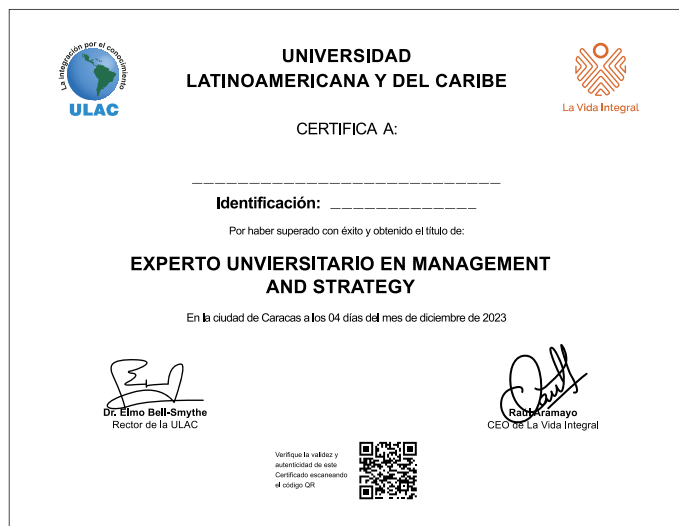 La integración por el conocimiento
ULAC
UNIVERSIDAD
LATINOAMERICANA Y DEL CARIBE
La Vida Integral
CERTIFICA A:
___________________________
Identificación: _____________
Por haber superado con éxito y obtenido el título de:
EXPERTO UNVIERSITARIO EN MANAGEMENT
AND STRATEGY
En la ciudad de Caracas a los 04 días del mes de diciembre de 2023
Dr. Elmo Bell-Smythe
Rector de la ULAC
Raúl Aramayo
CEO de La Vida Integral
Verifique la validez y
autenticidad de este
Certificado escaneando
el código QR